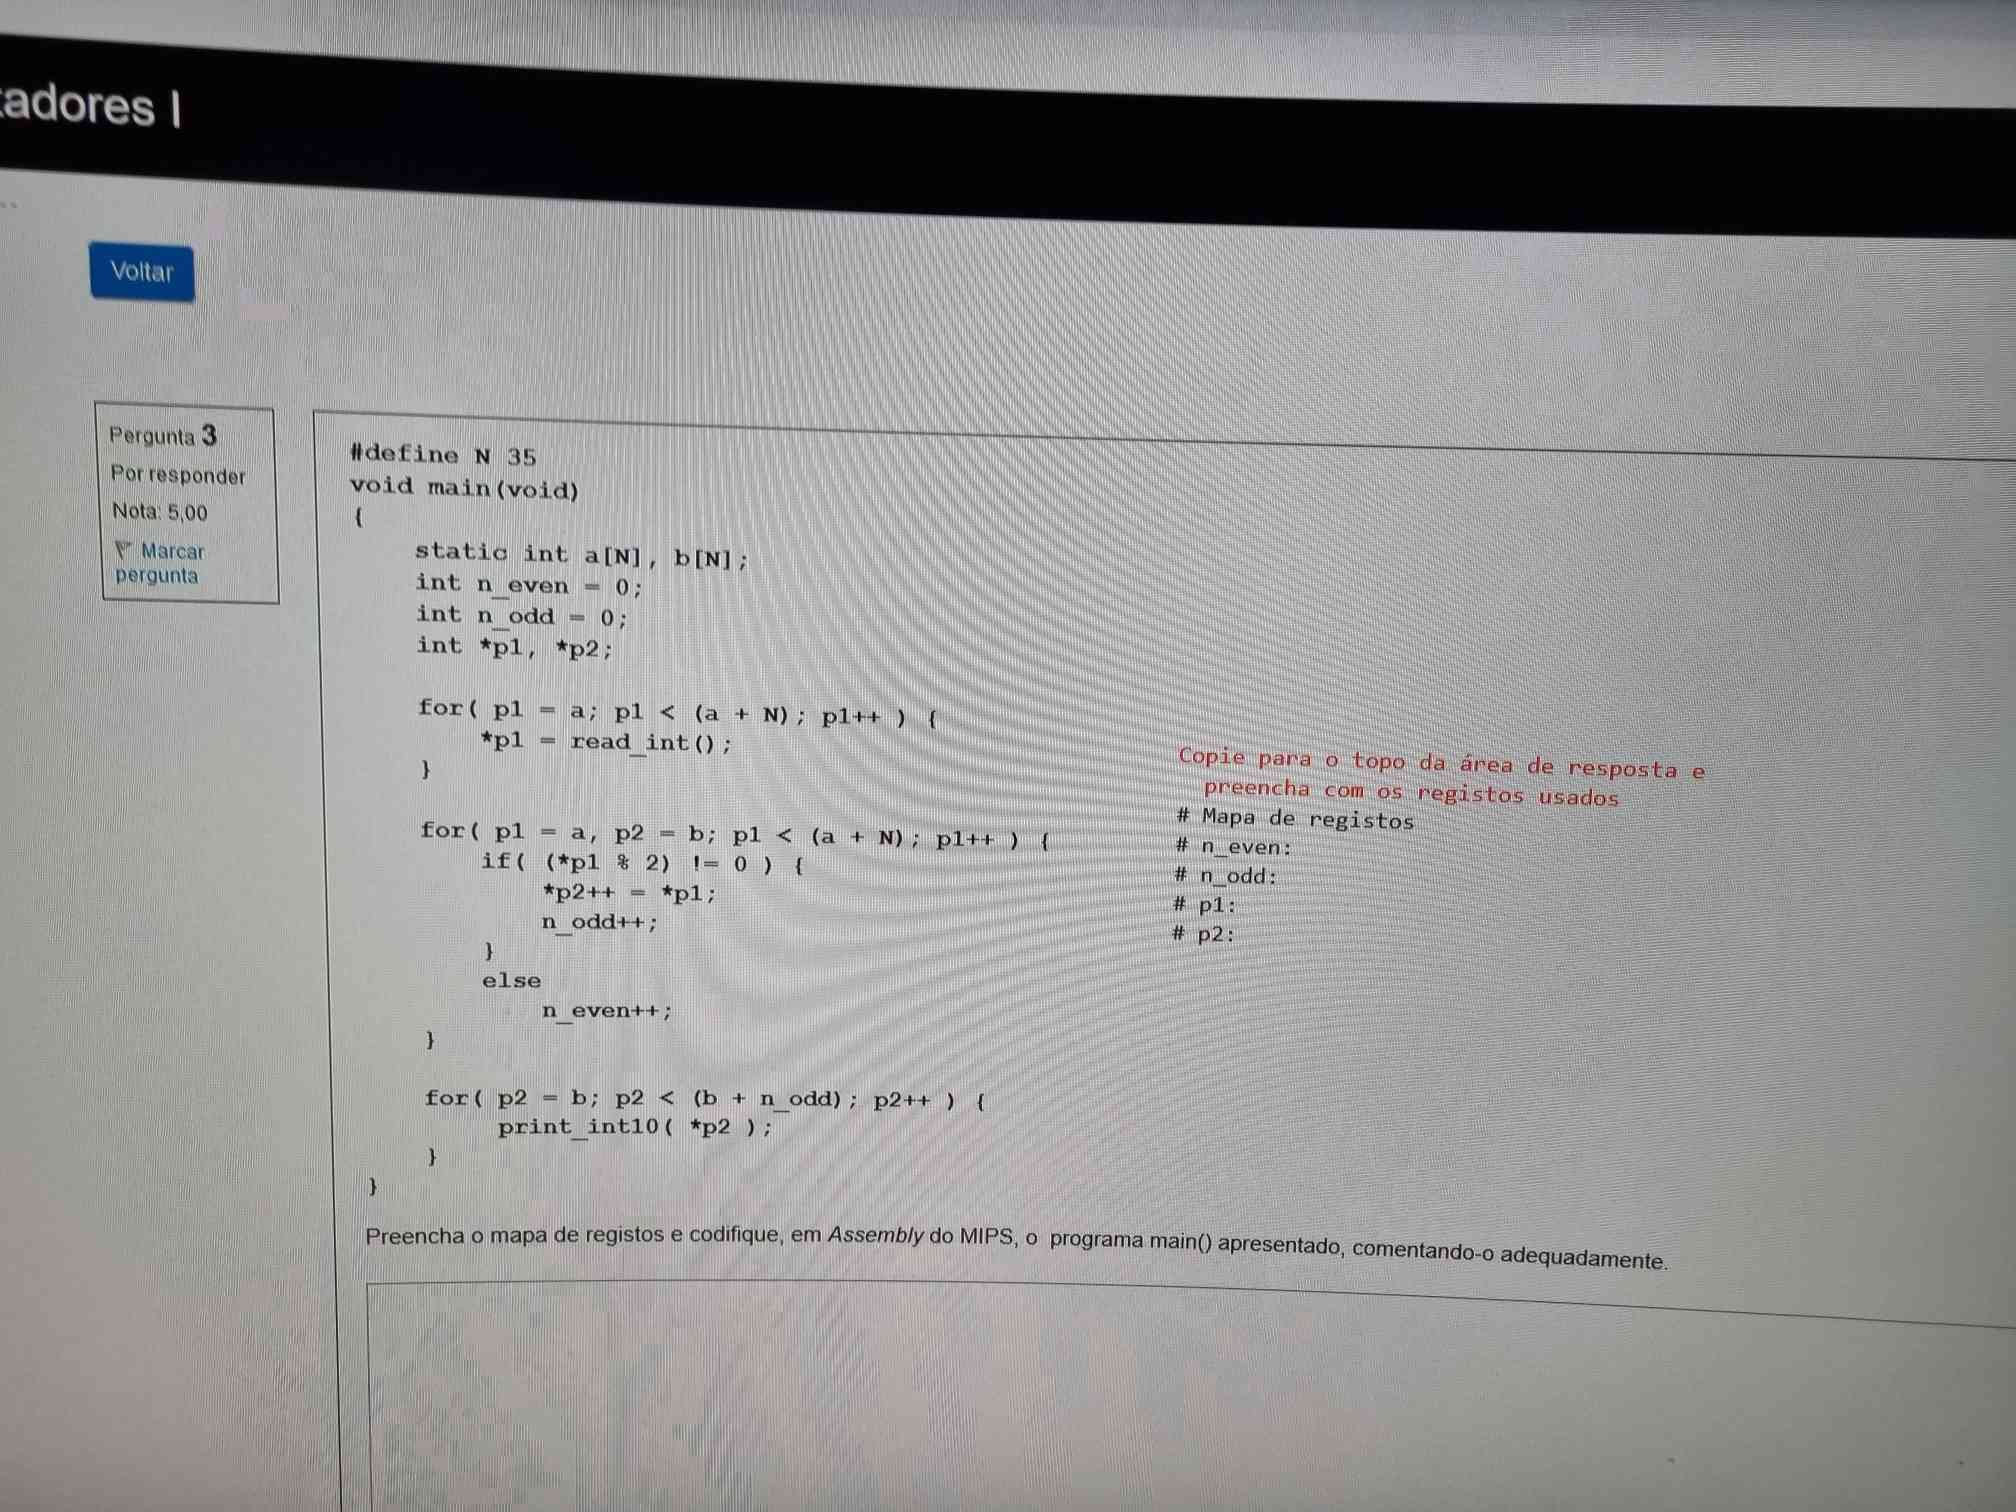 tadores I
Voltar
Pergunta 3
Por responder
Nota: 5,00
Marcar
pergunta
#define N 35
void main(void)
{
static int a[N], b[N];
int n_even = 0;
int n_odd = 0;
int *p1, *p2;
for( p1 = a; p1 < (a + N); p1++ ) {
*p1 = read_int();
}
for( p1 = a, p2 = b; p1 < (a + N); p1++ ) {
if( (*p1 % 2) != 0 ) {
*p2++ = *p1;
n_odd++;
}
else
n_even++;
}
for( p2 = b; p2 < (b + n_odd); p2++ ) {
print_int10( *p2 );
}
}
Copie para o topo da área de resposta e
preencha com os registos usados
# Mapa de registos
# n_even:
# n_odd:
# p1:
# p2:
Preencha o mapa de registos e codifique, em Assembly do MIPS, o programa main() apresentado, comentando-o adequadamente.